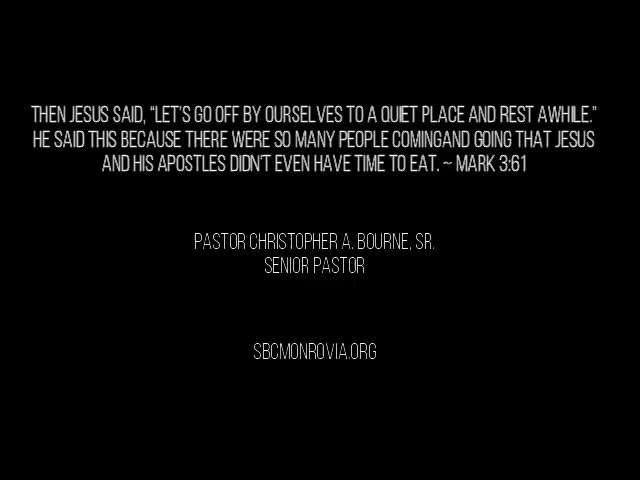 THEN JESUS SAID, "LET'S GO OFF BY OURSELVES TO A QUIET PLACE AND REST AWHILE."
HE SAID THIS BECAUSE THERE WERE SO MANY PEOPLE COMINGAND GOING THAT JESUS
AND HIS APOSTLES DIDN'T EVEN HAVE TIME TO EAT. ~ MARK 3:61
PASTOR CHRISTOPHER A. BOURNE, SR.
SENIOR PASTOR
SBCMONROVIA.ORG